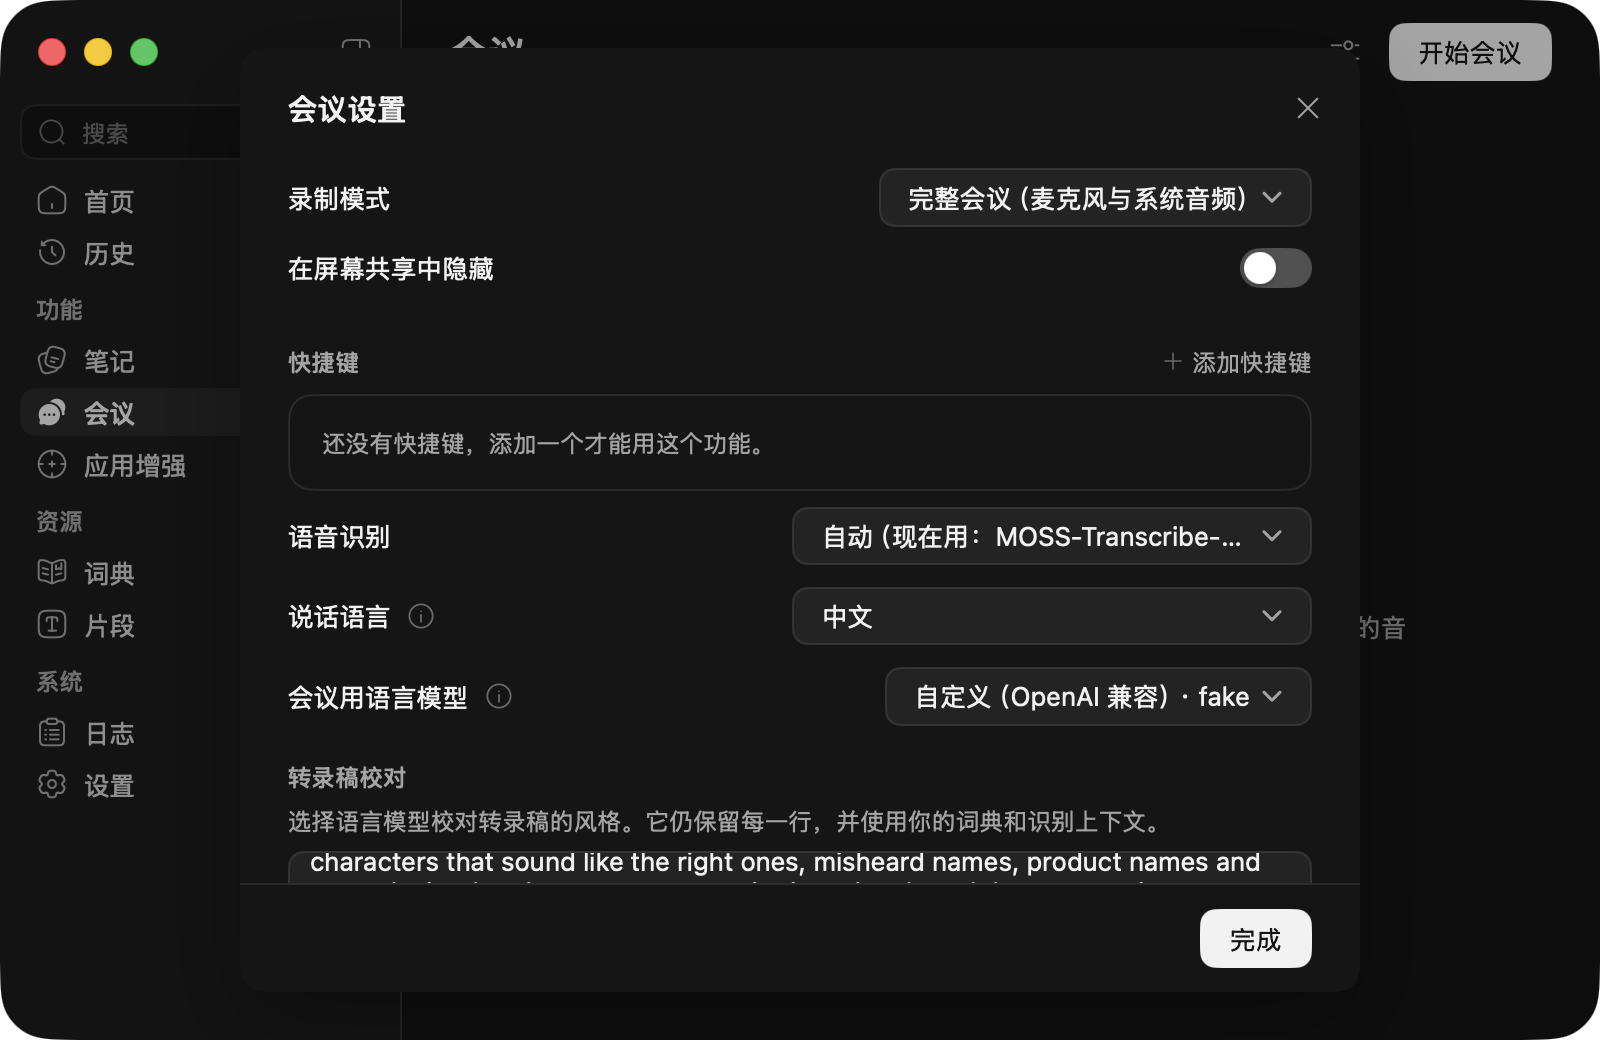 开始会议
搜索
首页
历史
功能
笔记
会议
应用增强
资源
词典
片段
系统
日志
设置
会议设置
录制模式
完整会议（麦克风与系统音频）
在屏幕共享中隐藏
快捷键
添加快捷键
还没有快捷键，添加一个才能用这个功能。
语音识别
自动（现在用：MOSS-Transcribe-...
说话语言
中文
会议用语言模型
自定义（OpenAI 兼容）· fake
转录稿校对
选择语言模型校对转录稿的风格。它仍保留每一行，并使用你的词典和识别上下文。
characters that sound like the right ones, misheard names, product names and
完成
的音